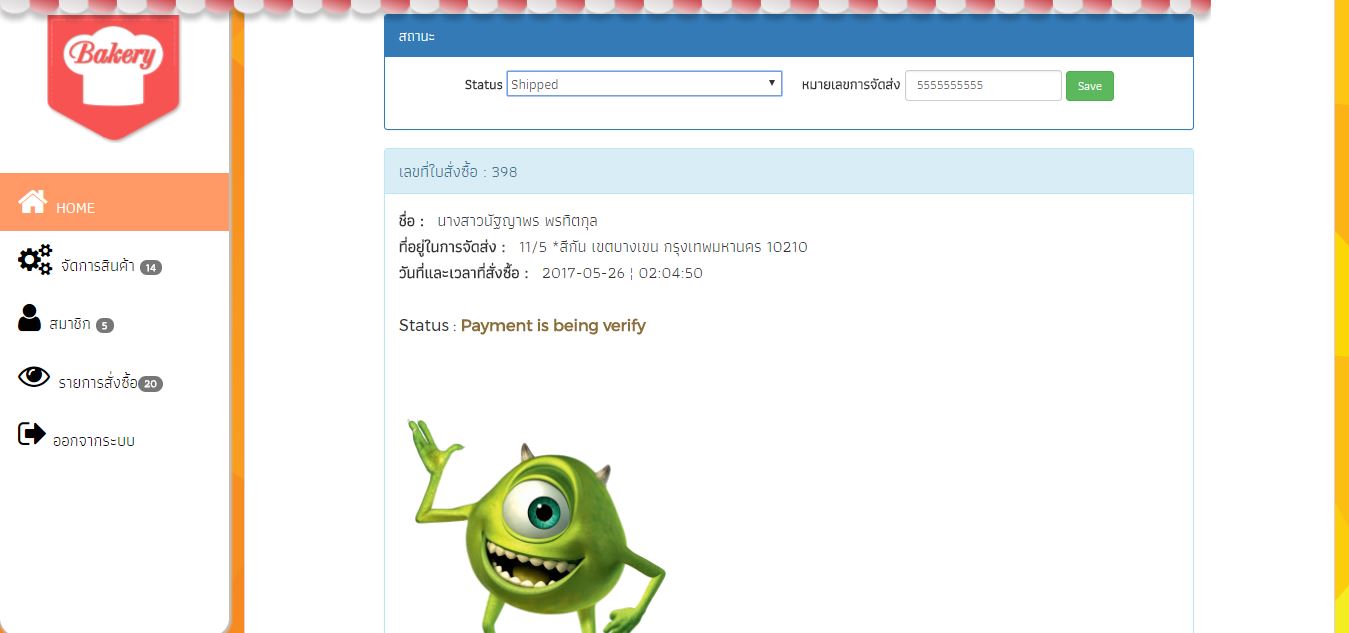 Bakery
HOME
จัดการสินค้า 14
สมาชิก 5
รายการสั่งซื้อ 20
ออกจากระบบ
สถานะ
Status Shipped หมายเลขการจัดส่ง 5555555555 Save
เลขที่ใบสั่งซื้อ : 398
ชื่อ : นางสาวนัฐญาพร พรทิตกุล
ที่อยู่ในการจัดส่ง : 11/5 *สีกัน เขตบางเขน กรุงเทพมหานคร 10210
วันที่และเวลาที่สั่งซื้อ : 2017-05-26 ¦ 02:04:50
Status : Payment is being verify